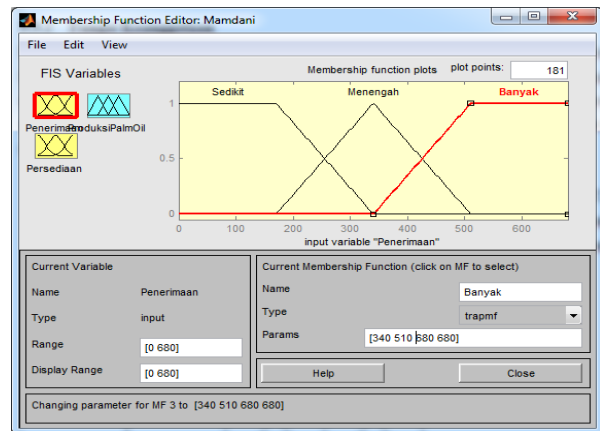 Membership Function Editor: Mamdani
File Edit View
FIS Variables
Membership function plots plot points: 181
Sedikit Menengah Banyak
1
0.5
0
0 100 200 300 400 500 600
input variable "Penerimaan"
PenerimaanProduksiPalmOil
Persediaan
Current Variable
Name Penerimaan
Type input
Range [0 680]
Display Range [0 680]
Current Membership Function (click on MF to select)
Name Banyak
Type trapmf
Params [340 510 680 680]
Help Close
Changing parameter for MF 3 to [340 510 680 680]